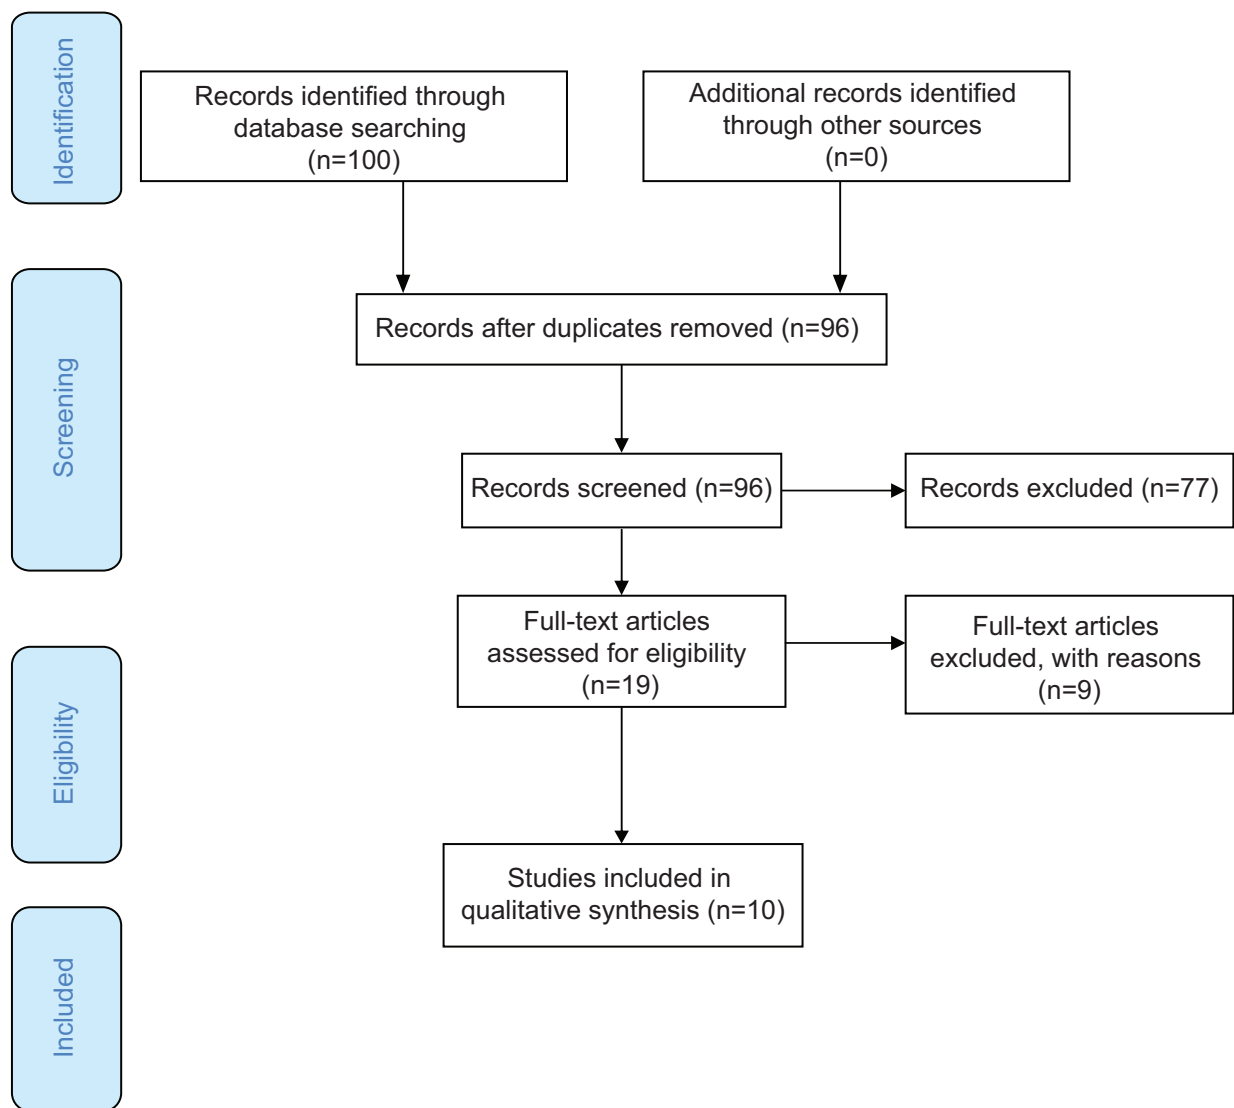 Identification
Records identified through
database searching
(n=100)
Additional records identified
through other sources
(n=0)
Screening
Records after duplicates removed (n=96)
Records screened (n=96)
Records excluded (n=77)
Eligibility
Full-text articles
assessed for eligibility
(n=19)
Full-text articles
excluded, with reasons
(n=9)
Included
Studies included in
qualitative synthesis (n=10)